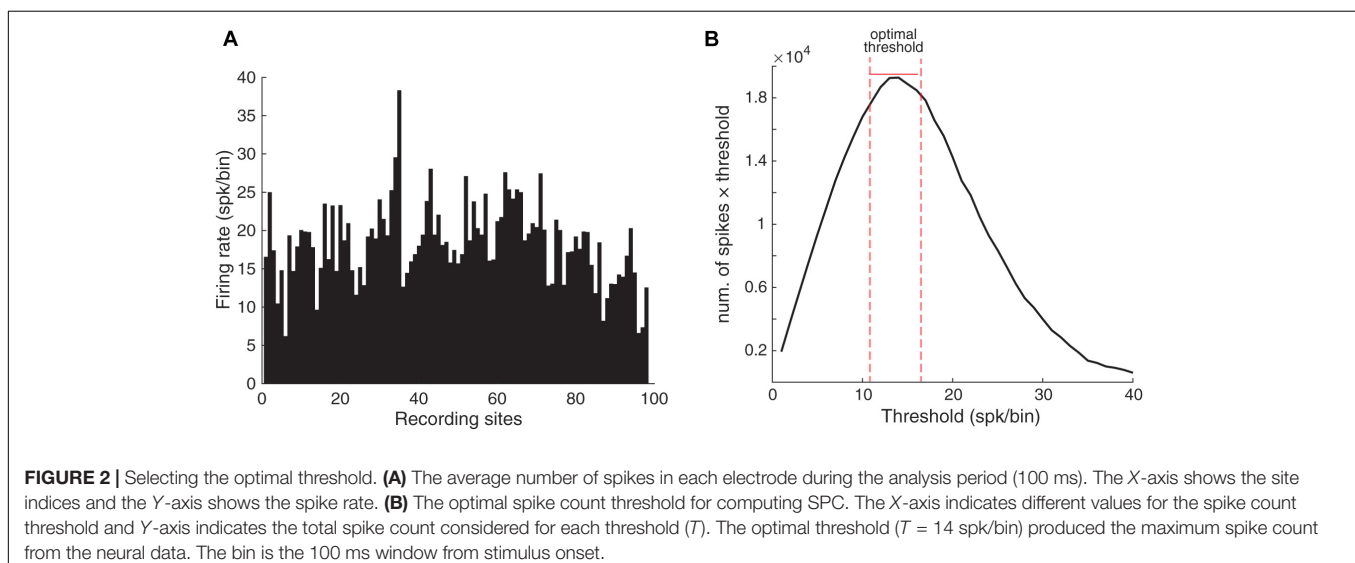 A
Firing rate (spk/bin)
40
35
30
25
20
15
10
5
0
0 20 40 60 80 100
Recording sites
B
optimal
threshold
×10⁴
num. of spikes × threshold
1.8
1.4
1
0.6
0.2
0 10 20 30 40
Threshold (spk/bin)
FIGURE 2 | Selecting the optimal threshold. (A) The average number of spikes in each electrode during the analysis period (100 ms). The X-axis shows the site
indices and the Y-axis shows the spike rate. (B) The optimal spike count threshold for computing SPC. The X-axis indicates different values for the spike count
threshold and Y-axis indicates the total spike count considered for each threshold (T). The optimal threshold (T = 14 spk/bin) produced the maximum spike count
from the neural data. The bin is the 100 ms window from stimulus onset.